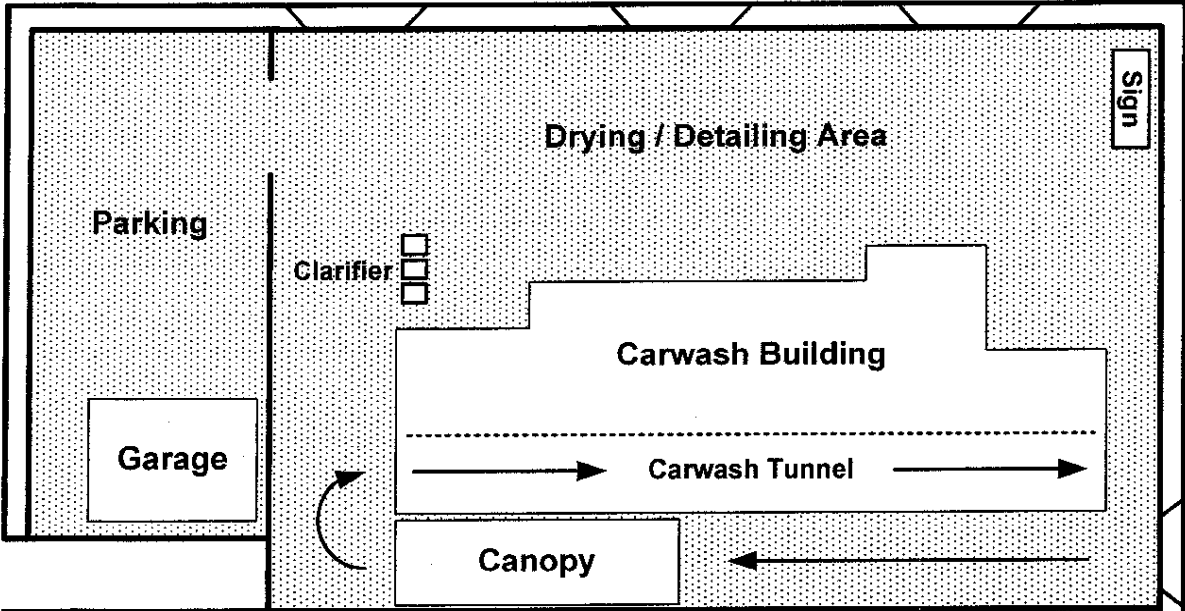 Sign
Drying / Detailing Area
Parking
Clarifier
Carwash Building
Garage
Carwash Tunnel
Canopy